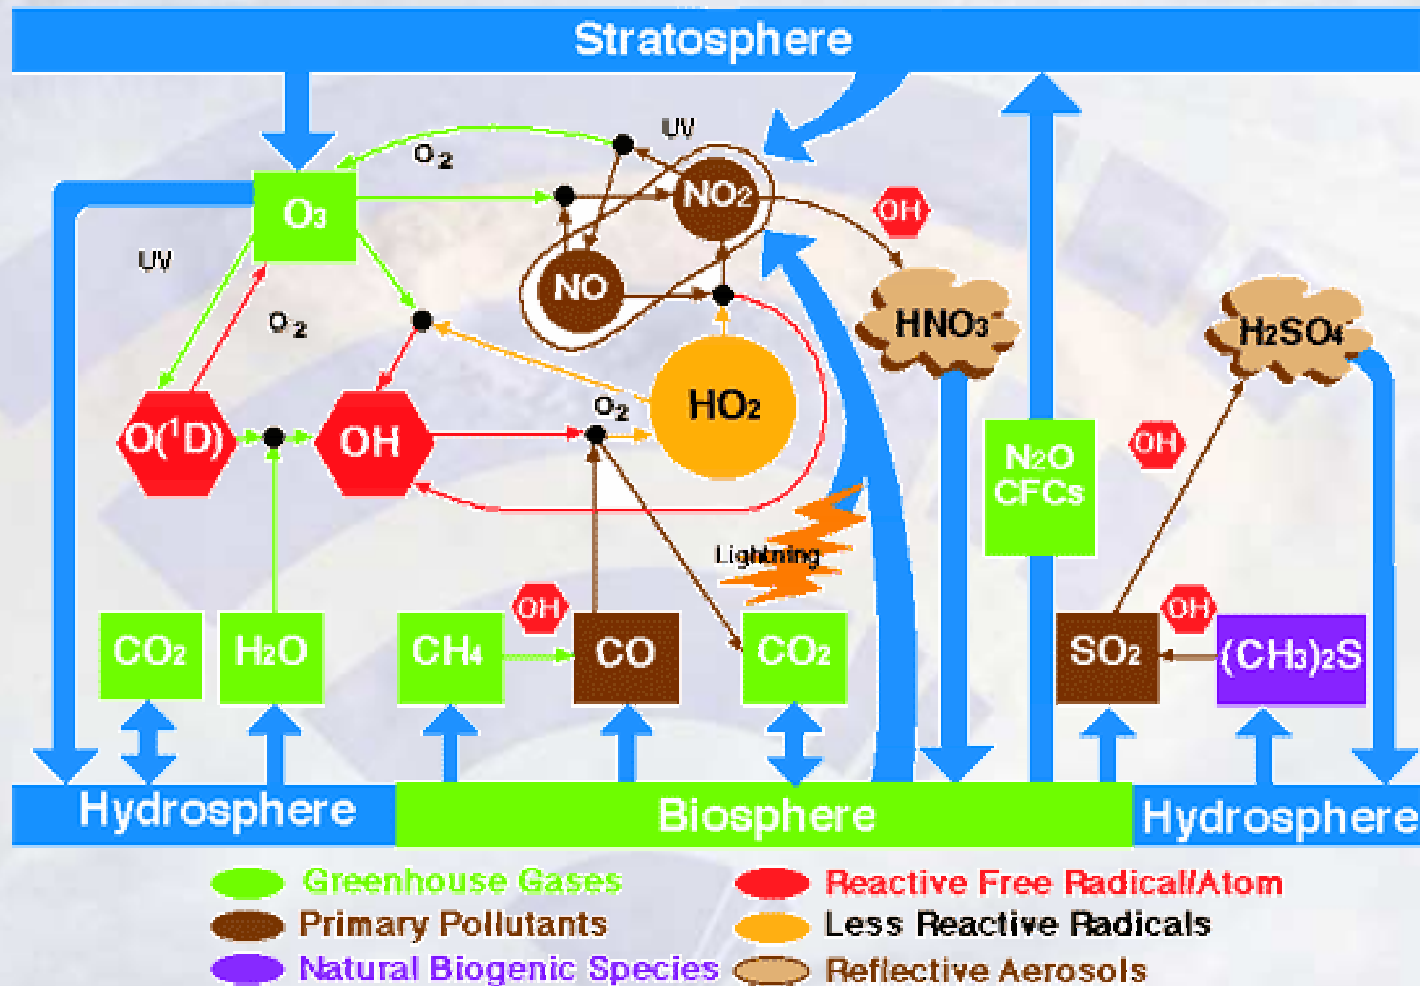 Stratosphere
UV
O2
NO2
OH
O3
UV
NO
HNO3
H2SO4
O2
O2
HO2
O(¹D)
OH
OH
N2O
CFCs
Lightning
OH
OH
CO2
H2O
CH4
CO
CO2
SO2
(CH3)2S
Hydrosphere
Biosphere
Hydrosphere
Greenhouse Gases
Reactive Free Radical/Atom
Primary Pollutants
Less Reactive Radicals
Natural Biogenic Species
Reflective Aerosols